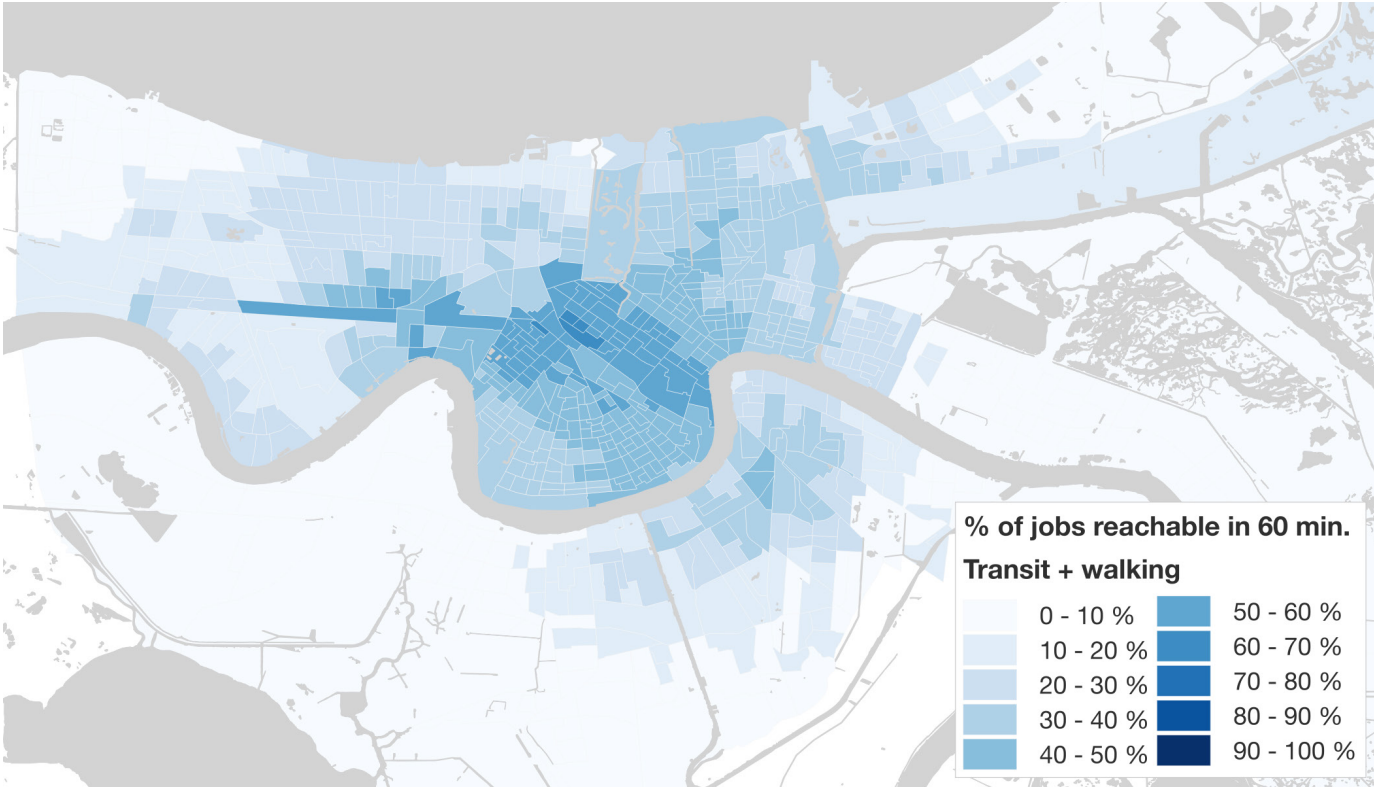 % of jobs reachable in 60 min.
Transit + walking
0 - 10 %
10 - 20 %
20 - 30 %
30 - 40 %
40 - 50 %
50 - 60 %
60 - 70 %
70 - 80 %
80 - 90 %
90 - 100 %